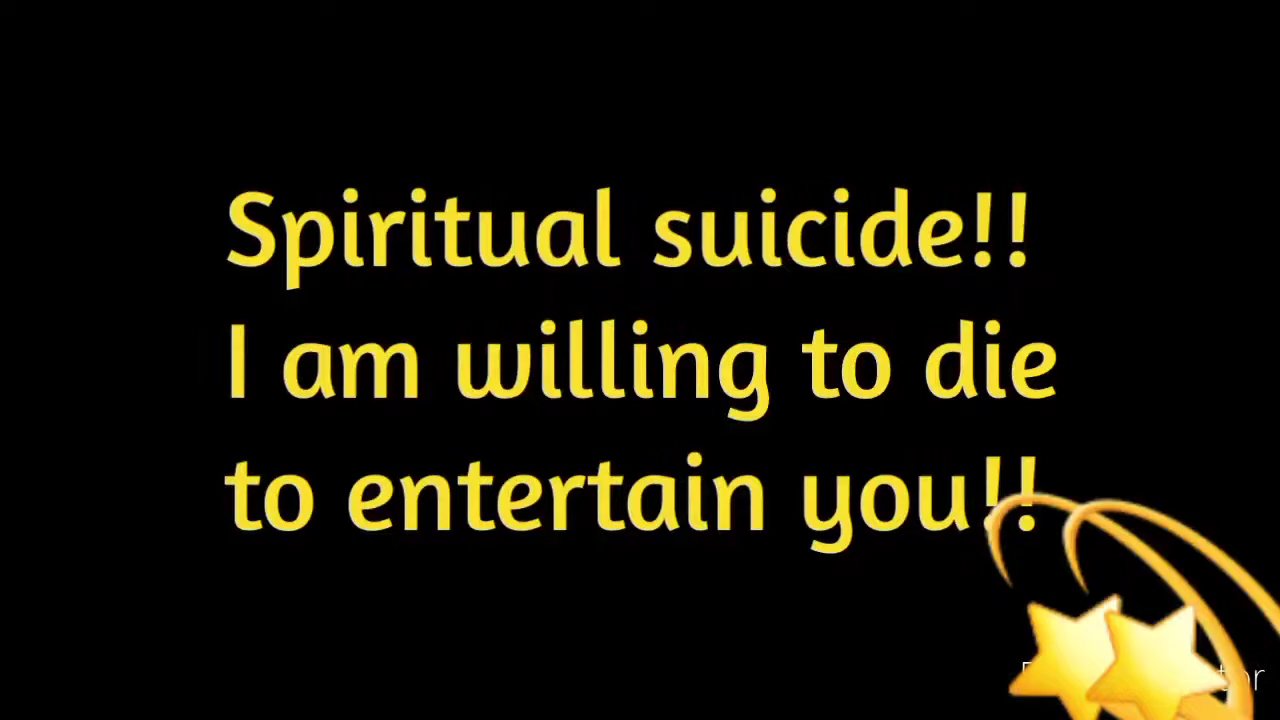 Spiritual suicide!!
I am willing to die
to entertain you!!